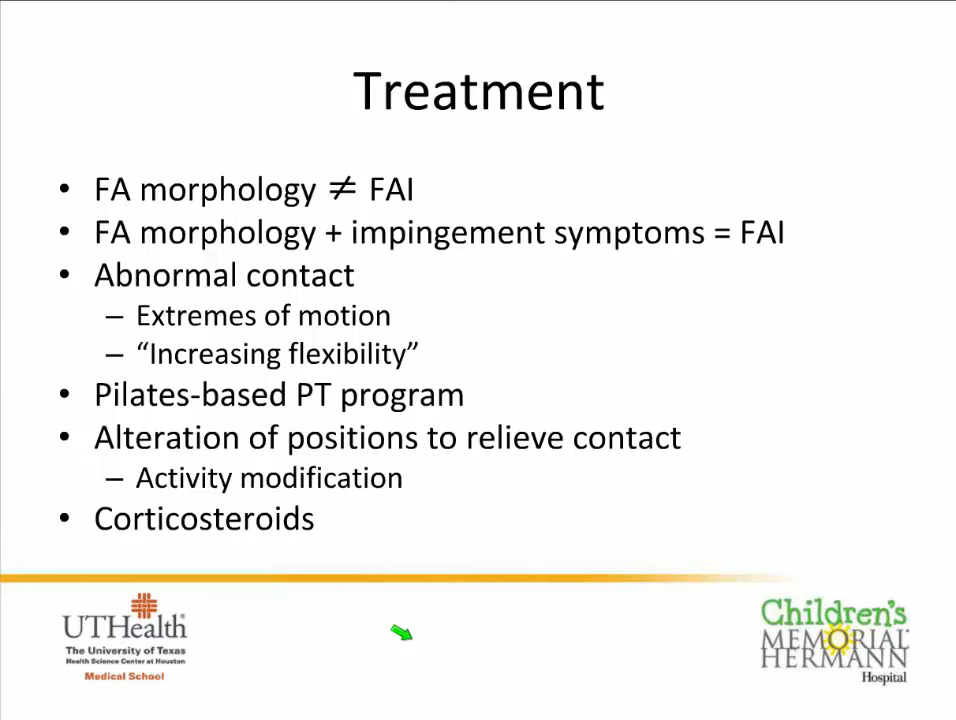 Treatment
• FA morphology ≠ FAI
• FA morphology + impingement symptoms = FAI
• Abnormal contact
– Extremes of motion
– “Increasing flexibility”
• Pilates-based PT program
• Alteration of positions to relieve contact
– Activity modification
• Corticosteroids
UTHealth
The University of Texas
Health Science Center at Houston
Medical School
Children's
MEMORIAL
HERMANN
Hospital